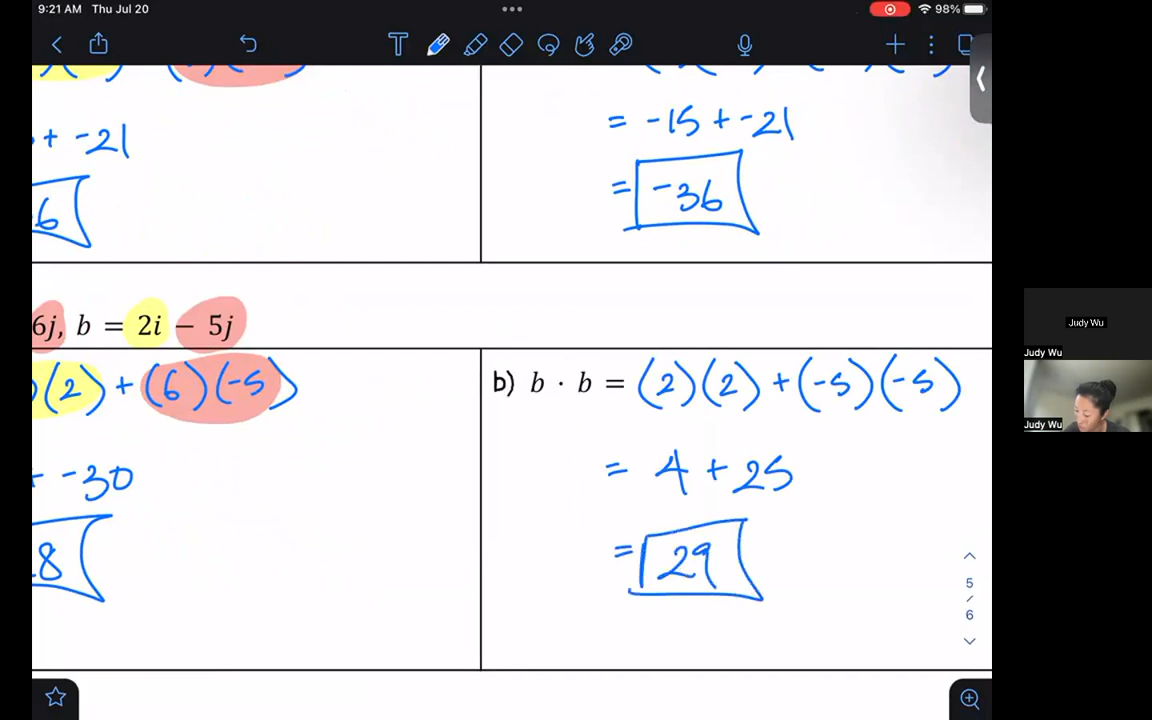 9:21 AM Thu Jul 20
98%
T
+ -21
6
= -15 + -21
= -36
6j, b = 2i − 5j
(2) + (6)(-5)
-30
8
b) b · b = (2)(2) + (-5)(-5)
= 4 + 25
= 29
5
/
6
Judy Wu
Judy Wu
Judy Wu